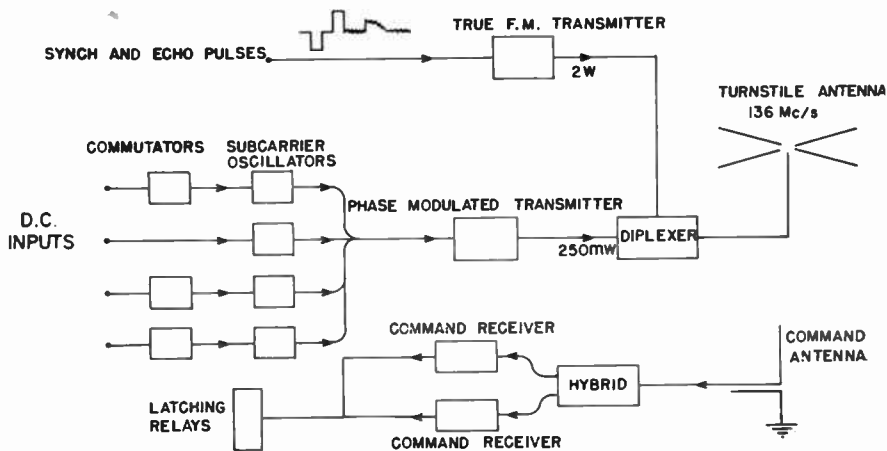 TRUE F.M. TRANSMITTER
SYNCH AND ECHO PULSES
2W
TURNSTILE ANTENNA
136 Mc/s
COMMUTATORS
SUBCARRIER
OSCILLATORS
PHASE MODULATED TRANSMITTER
D.C.
INPUTS
250mW
DIPLEXER
COMMAND RECEIVER
COMMAND
ANTENNA
HYBRID
LATCHING
RELAYS
COMMAND RECEIVER